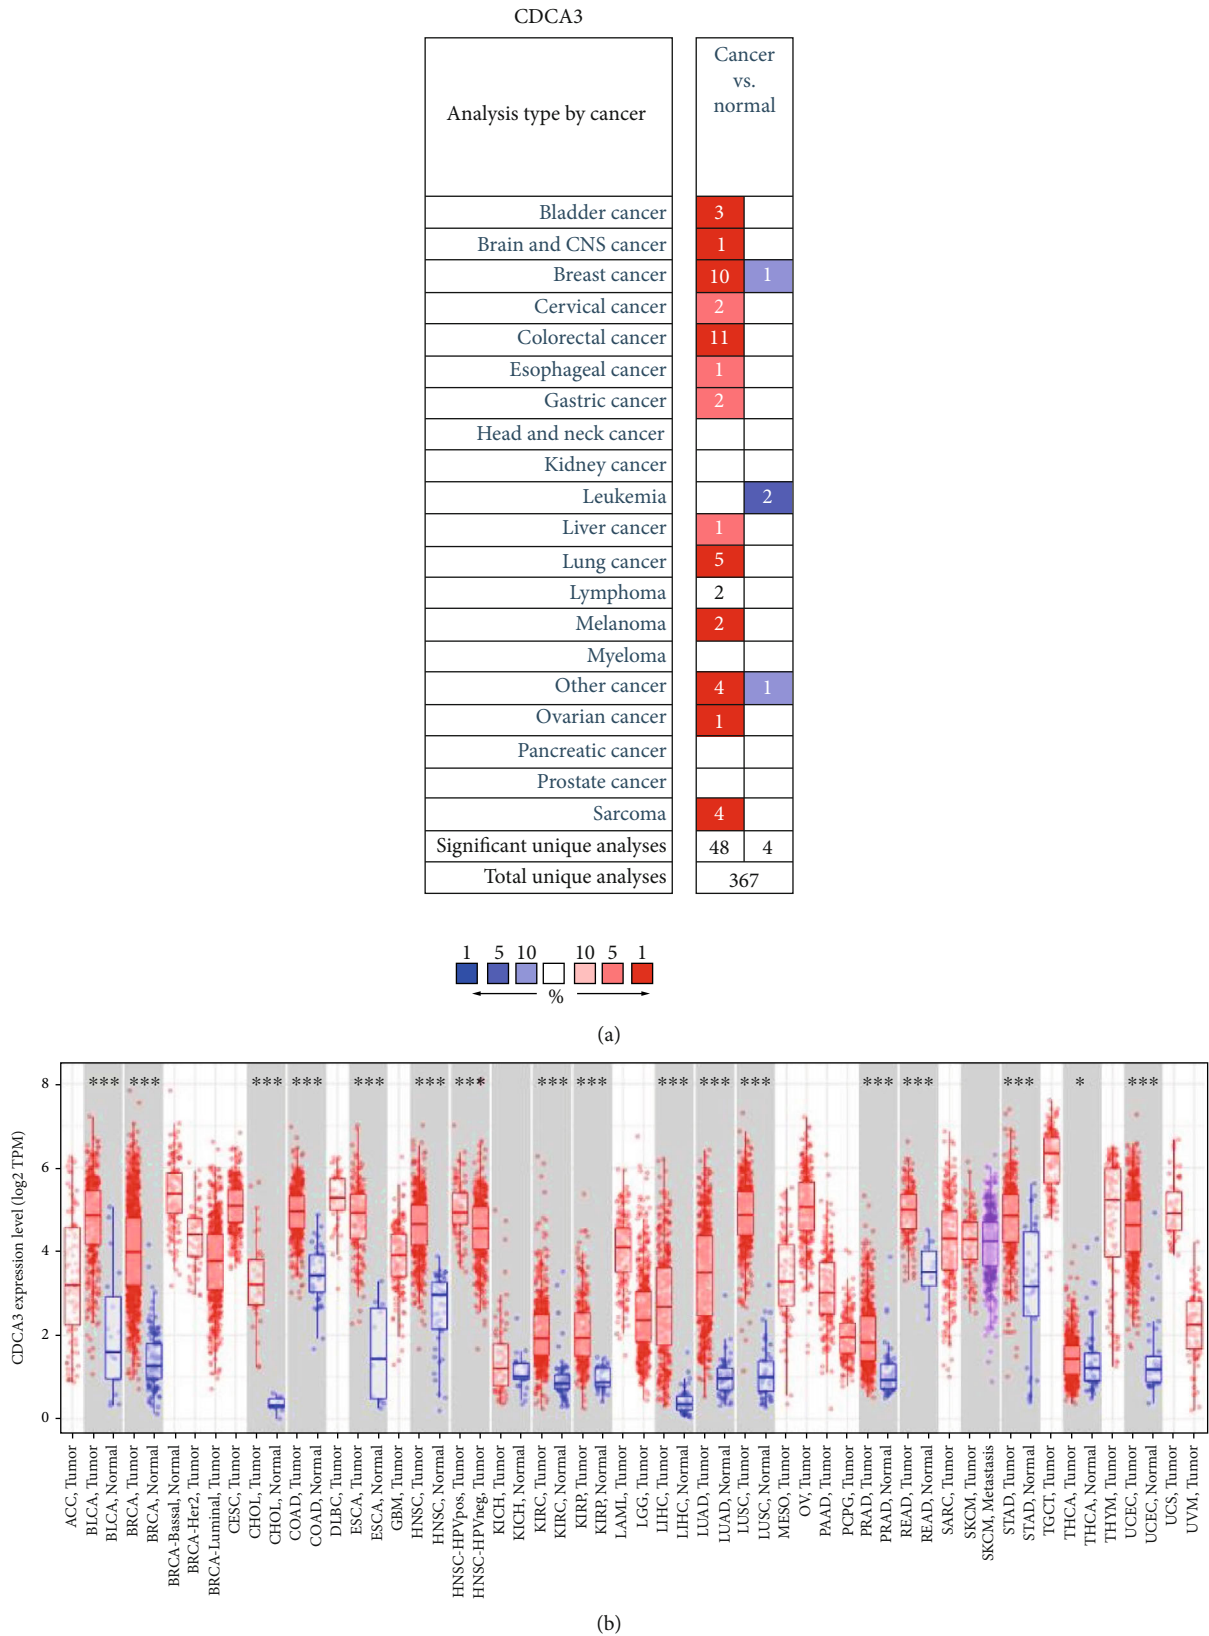 CDCA3
Analysis type by cancer
Cancer
vs.
normal
Bladder cancer 3
Brain and CNS cancer 1
Breast cancer 10 1
Cervical cancer 2
Colorectal cancer 11
Esophageal cancer 1
Gastric cancer 2
Head and neck cancer
Kidney cancer
Leukemia 2
Liver cancer 1
Lung cancer 5
Lymphoma 2
Melanoma 2
Myeloma
Other cancer 4 1
Ovarian cancer 1
Pancreatic cancer
Prostate cancer
Sarcoma 4
Significant unique analyses 48 4
Total unique analyses 367
1 5 10 10 5 1
%
(a)
CDCA3 expression level (log2 TPM)
8
6
4
2
0
*** *** *** *** *** *** *** *** *** *** *** *** *** *** *** * ***
ACC, Tumor
BLCA, Tumor
BLCA, Normal
BRCA, Tumor
BRCA, Normal
BRCA-Basal, Normal
BRCA-Her2, Tumor
BRCA-Luminal, Tumor
CESC, Tumor
CHOL, Tumor
CHOL, Normal
COAD, Tumor
COAD, Normal
DLBC, Tumor
ESCA, Tumor
ESCA, Normal
GBM, Tumor
HNSC, Tumor
HNSC, Normal
HNSC-HPVpos, Tumor
HNSC-HPVneg, Tumor
KICH, Tumor
KICH, Normal
KIRC, Tumor
KIRC, Normal
KIRP, Tumor
KIRP, Normal
LAML, Tumor
LGG, Tumor
LIHC, Tumor
LIHC, Normal
LUAD, Tumor
LUAD, Normal
LUSC, Tumor
LUSC, Normal
MESO, Tumor
OV, Tumor
PAAD, Tumor
PCPG, Tumor
PRAD, Tumor
PRAD, Normal
READ, Tumor
READ, Normal
SARC, Tumor
SKCM, Tumor
SKCM, Metastasis
STAD, Tumor
STAD, Normal
TGCT, Tumor
THCA, Tumor
THCA, Normal
THYM, Tumor
UCEC, Tumor
UCEC, Normal
UCS, Tumor
UVM, Tumor
(b)